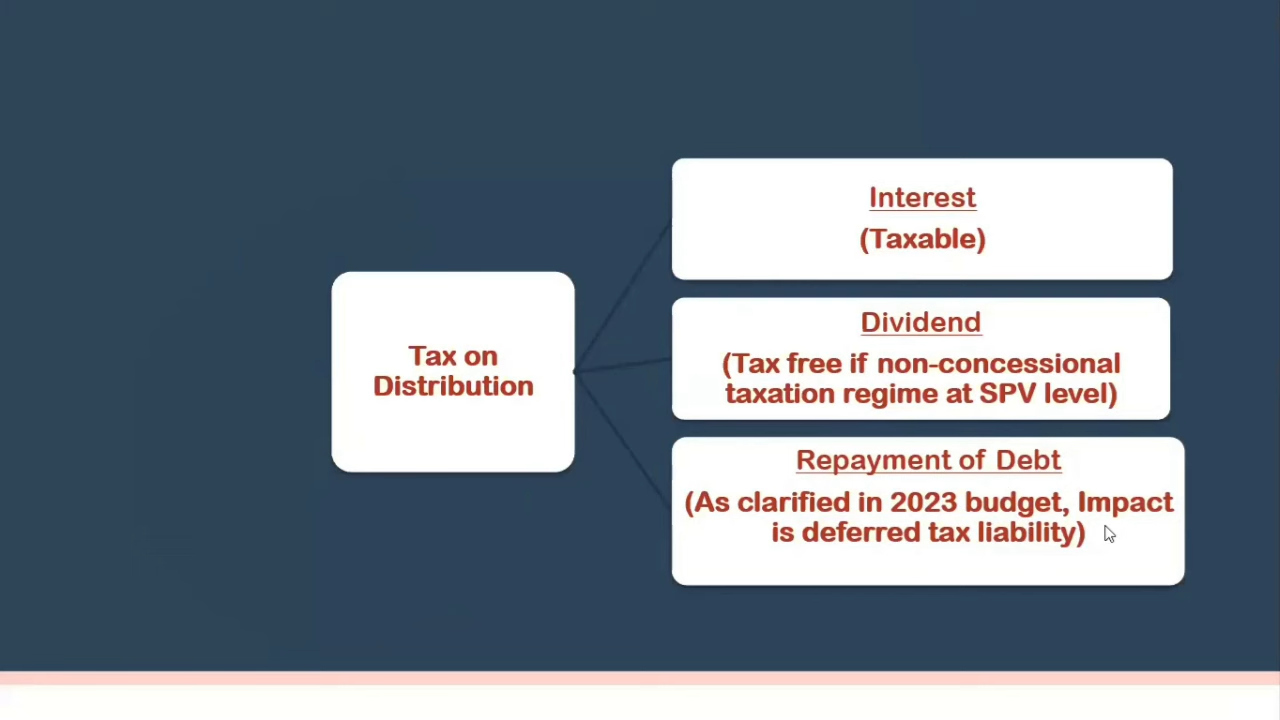 Tax on
Distribution
Interest
(Taxable)
Dividend
(Tax free if non-concessional
taxation regime at SPV level)
Repayment of Debt
(As clarified in 2023 budget, Impact
is deferred tax liability)